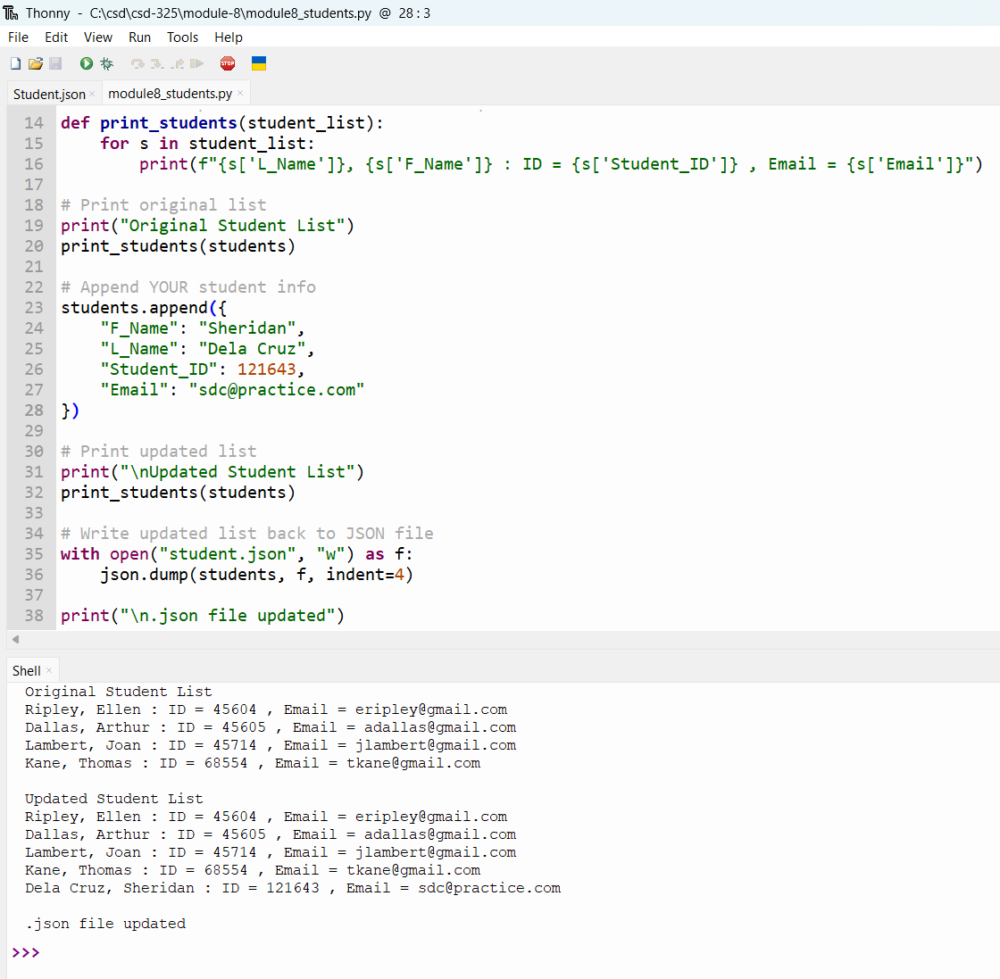 Thonny - C:\csd\csd-325\module-8\module8_students.py @ 28 : 3
File Edit View Run Tools Help
STOP
Student.json × module8_students.py ×
14 def print_students(student_list):
15     for s in student_list:
16         print(f"{s['L_Name']}, {s['F_Name']} : ID = {s['Student_ID']} , Email = {s['Email']}")
17
18 # Print original list
19 print("Original Student List")
20 print_students(students)
21
22 # Append YOUR student info
23 students.append({
24     "F_Name": "Sheridan",
25     "L_Name": "Dela Cruz",
26     "Student_ID": 121643,
27     "Email": "sdc@practice.com"
28 })
29
30 # Print updated list
31 print("\nUpdated Student List")
32 print_students(students)
33
34 # Write updated list back to JSON file
35 with open("student.json", "w") as f:
36     json.dump(students, f, indent=4)
37
38 print("\n.json file updated")
Shell ×
Original Student List
Ripley, Ellen : ID = 45604 , Email = eripley@gmail.com
Dallas, Arthur : ID = 45605 , Email = adallas@gmail.com
Lambert, Joan : ID = 45714 , Email = jlambert@gmail.com
Kane, Thomas : ID = 68554 , Email = tkane@gmail.com
Updated Student List
Ripley, Ellen : ID = 45604 , Email = eripley@gmail.com
Dallas, Arthur : ID = 45605 , Email = adallas@gmail.com
Lambert, Joan : ID = 45714 , Email = jlambert@gmail.com
Kane, Thomas : ID = 68554 , Email = tkane@gmail.com
Dela Cruz, Sheridan : ID = 121643 , Email = sdc@practice.com
.json file updated
>>>